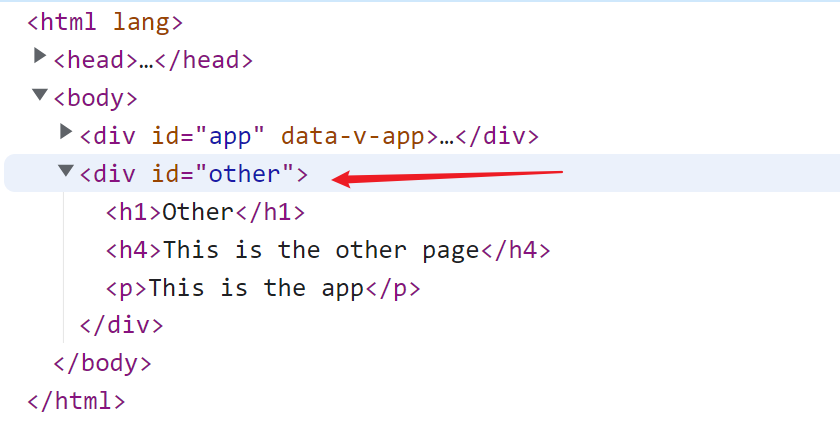 <html lang>
<head>…</head>
<body>
<div id="app" data-v-app>…</div>
<div id="other">
<h1>Other</h1>
<h4>This is the other page</h4>
<p>This is the app</p>
</div>
</body>
</html>